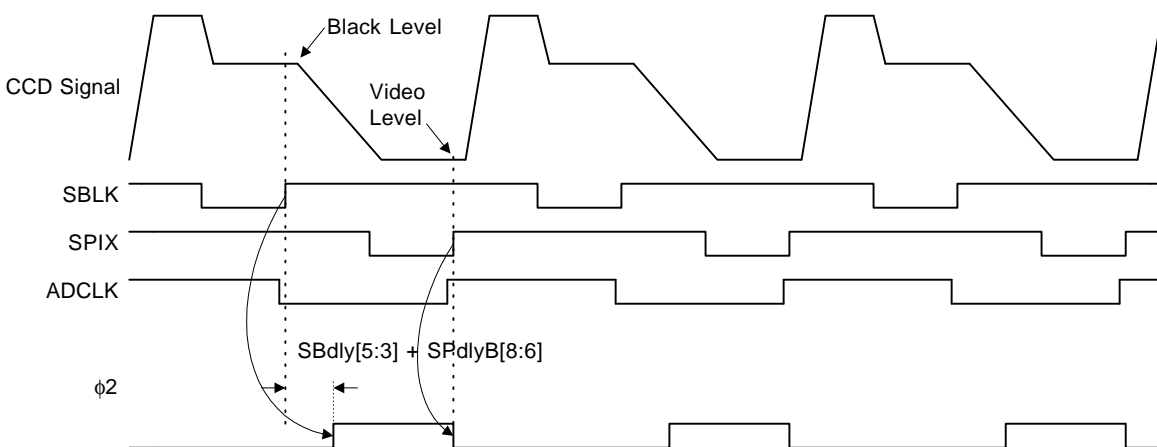 Black Level
CCD Signal
Video
Level
SBLK
SPIX
ADCLK
SBdly[5:3] + SPdlyB[8:6]
ϕ2